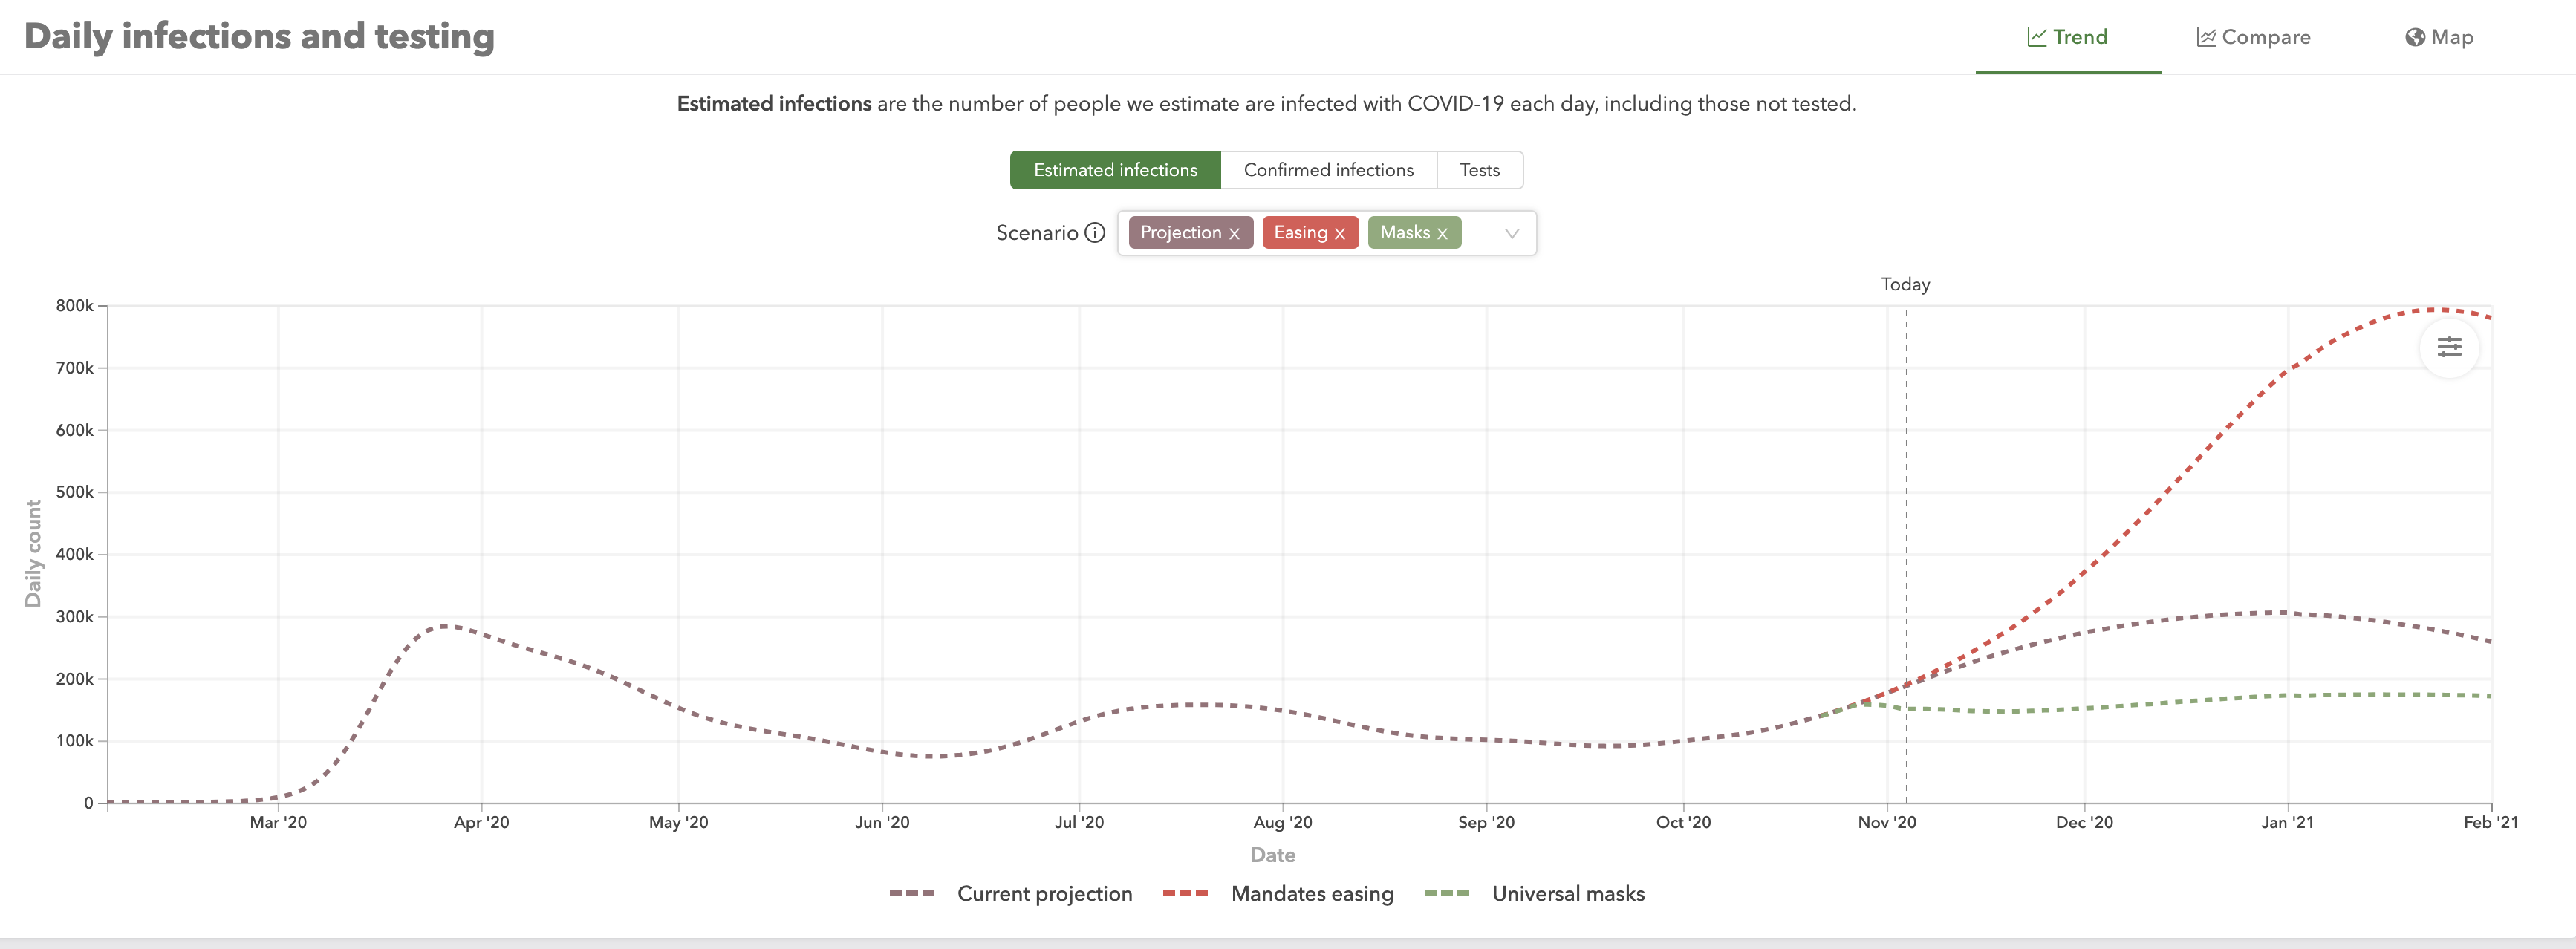 Daily infections and testing
Trend
Compare
Map
Estimated infections are the number of people we estimate are infected with COVID-19 each day, including those not tested.
Estimated infections
Confirmed infections
Tests
Scenario
Projection
Easing
Masks
Today
800k
700k
600k
500k
400k
300k
200k
100k
0
Daily count
Mar '20
Apr '20
May '20
Jun '20
Jul '20
Aug '20
Sep '20
Oct '20
Nov '20
Dec '20
Jan '21
Feb '21
Date
Current projection
Mandates easing
Universal masks